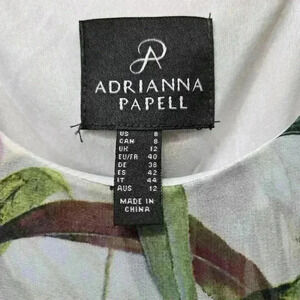 ADRIANNA
PAPELL
US 8
CAN 8
UK 12
EU/FR 40
DE 38
ES 42
IT 44
AUS 12
MADE IN
CHINA